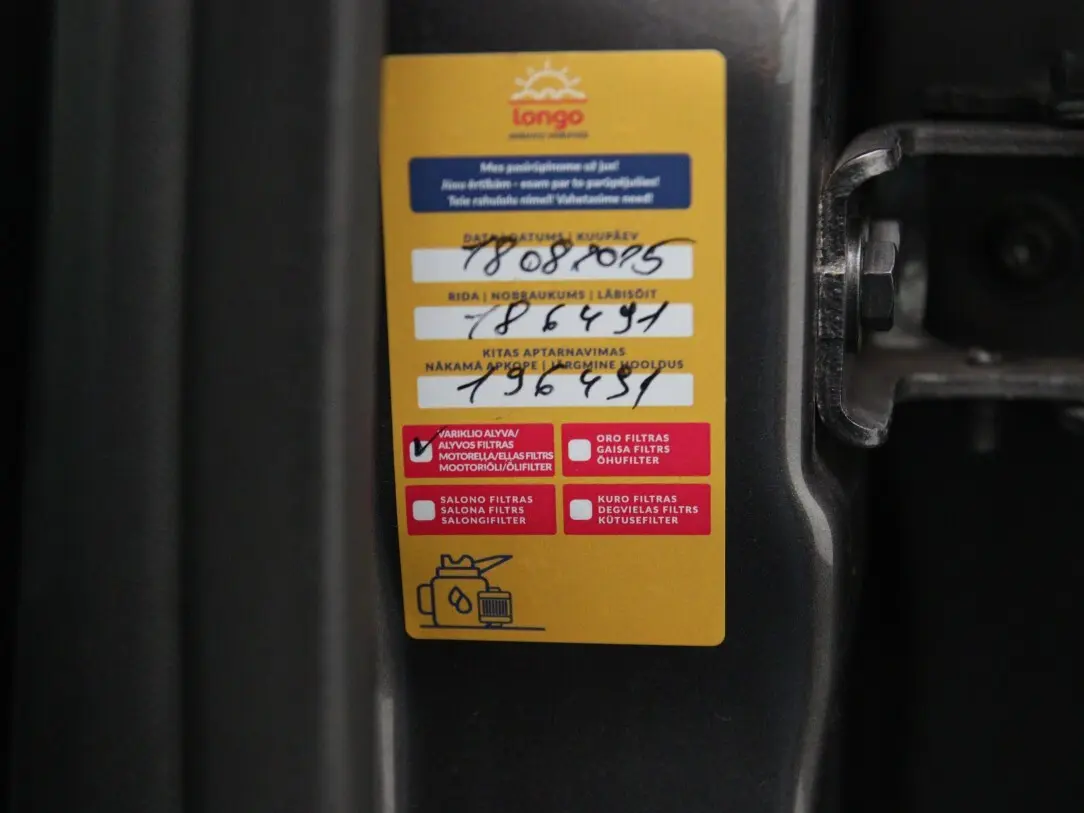 longo
Mes pasirūpinome už jus!
Jūsu ērtībām - esam par to parūpējušies!
Teie rahulolu nimel! Vahetasime need!
DATA | DATUMS | KUUPÄEV
18082025
RIDA | NOBRAUKUMS | LÄBISÕIT
186491
KITAS APTARNAVIMAS
NĀKAMĀ APKOPE | JÄRGMINE HOOLDUS
196491
VARIKLIO ALYVA/
ALYVOS FILTRAS
MOTOREĻĻA/EĻĻAS FILTRS
MOOTORIÕLI/ÕLIFILTER
ORO FILTRAS
GAISA FILTRS
ÕHUFILTER
SALONO FILTRAS
SALONA FILTRS
SALONGIFILTER
KURO FILTRAS
DEGVIELAS FILTRS
KÜTUSEFILTER